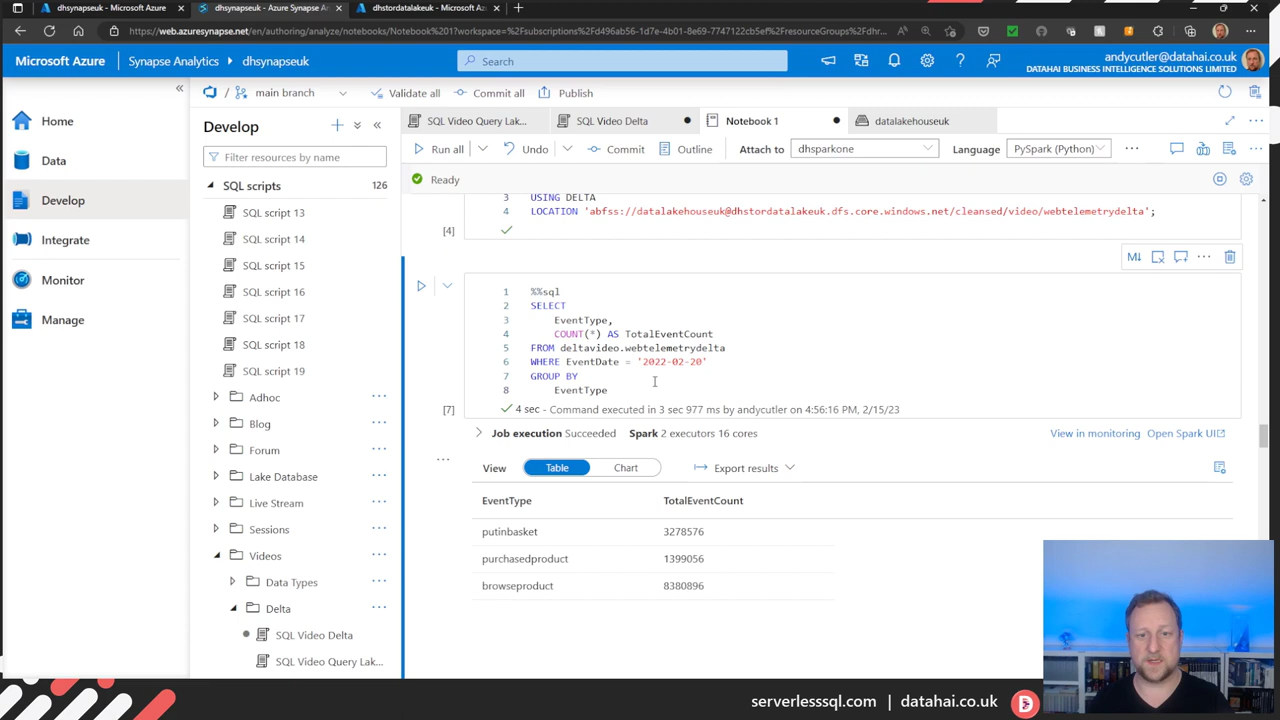 dhsynapseuk - Microsoft Azure
dhsynapseuk - Azure Synapse An
dhstordatalakeuk - Microsoft Azu
https://web.azuresynapse.net/en/authoring/analyze/notebooks/Notebook%201?workspace=%2Fsubscriptions%2Fd496ab56-1d7e-4b01-8e69-7747122cb5ef%2FresourceGroups%2Fdhr...
Microsoft Azure
Synapse Analytics
dhsynapseuk
Search
andycutler@datahai.co.uk
DATAHAI BUSINESS INTELLIGENCE SOLUTIONS LIMITED
main branch
Validate all
Commit all
Publish
Home
Data
Develop
Integrate
Monitor
Manage
Develop
Filter resources by name
SQL scripts 126
SQL script 13
SQL script 14
SQL script 15
SQL script 16
SQL script 17
SQL script 18
SQL script 19
Adhoc
Blog
Forum
Lake Database
Live Stream
Sessions
Videos
Data Types
Delta
SQL Video Delta
SQL Video Query Lak...
SQL Video Query Lak...
SQL Video Delta
Notebook 1
datalakehouseuk
Run all
Undo
Commit
Outline
Attach to
dhsparkone
Language
PySpark (Python)
Ready
3 USING DELTA
4 LOCATION 'abfss://datalakehouseuk@dhstordatalakeuk.dfs.core.windows.net/cleansed/video/webtelemetrydelta';
[4]
M↓
1 %%sql
2 SELECT
3 EventType,
4 COUNT(*) AS TotalEventCount
5 FROM deltavideo.webtelemetrydelta
6 WHERE EventDate = '2022-02-20'
7 GROUP BY
8 EventType
[7]
4 sec - Command executed in 3 sec 977 ms by andycutler on 4:56:16 PM, 2/15/23
Job execution Succeeded Spark 2 executors 16 cores
View in monitoring Open Spark UI
View Table Chart Export results
EventType TotalEventCount
putinbasket 3278576
purchasedproduct 1399056
browseproduct 8380896
serverlesssql.com | datahai.co.uk